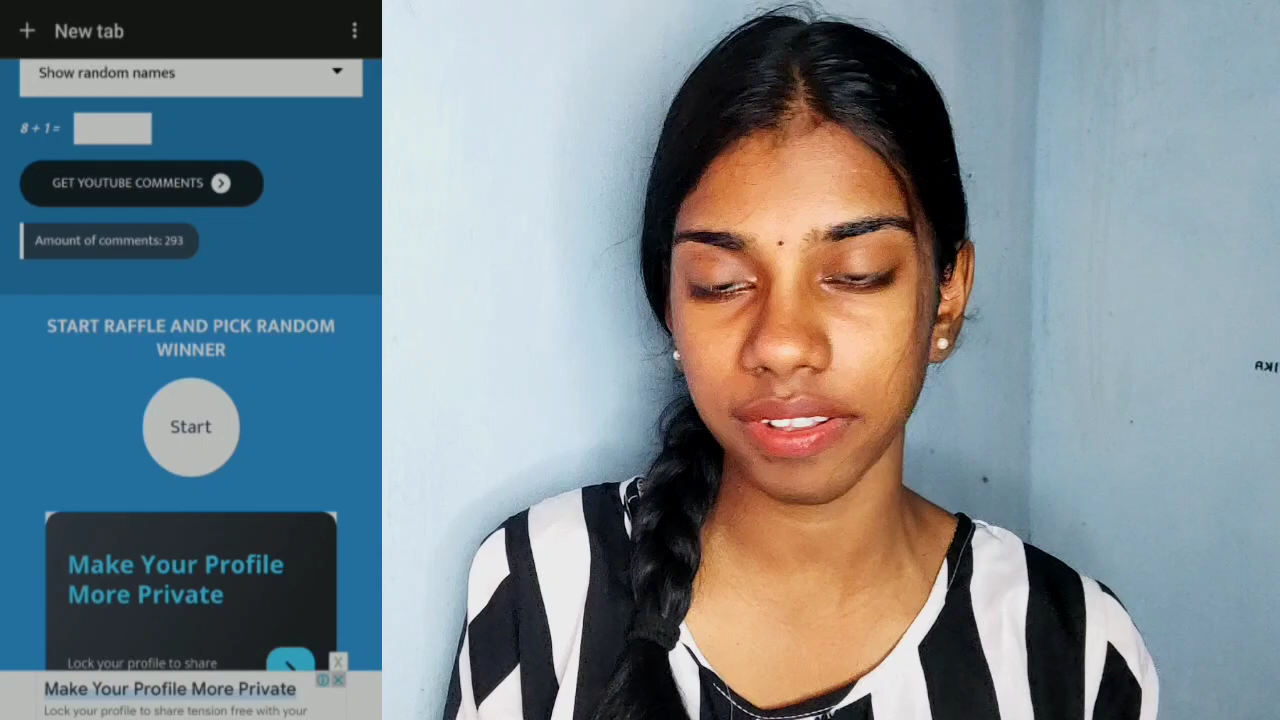 + New tab
Show random names
8 + 1 =
GET YOUTUBE COMMENTS
Amount of comments: 293
START RAFFLE AND PICK RANDOM
WINNER
Start
Make Your Profile
More Private
Lock your profile to share
X
Make Your Profile More Private
Lock your profile to share tension free with your